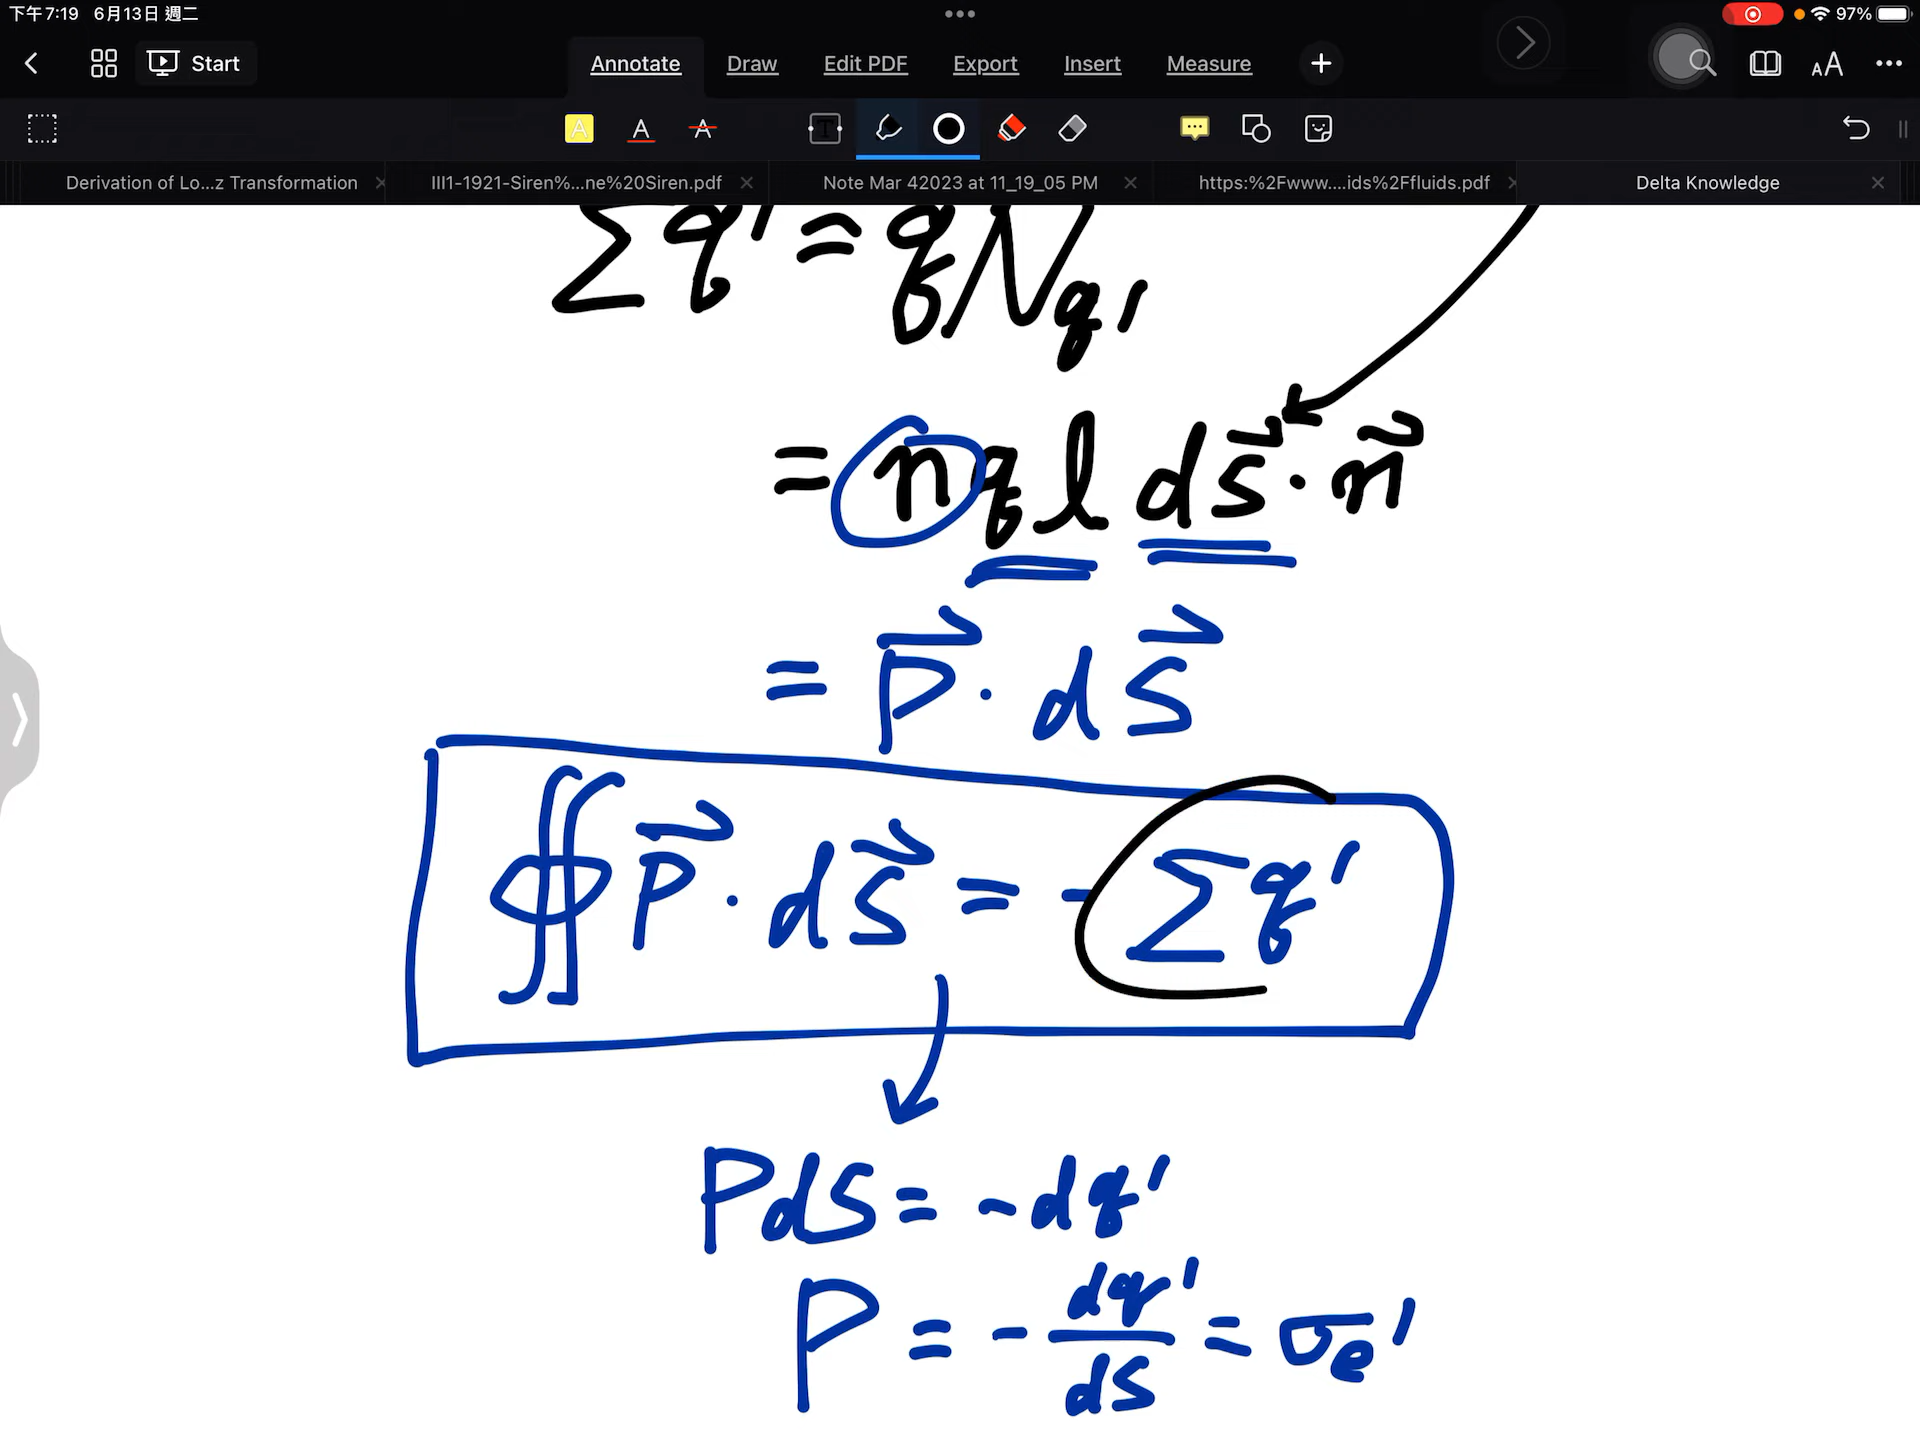 下午7:19 6月13日 週二
97%
Start
Annotate Draw Edit PDF Export Insert Measure
AA
A A A T
Derivation of Lo...z Transformation
III1-1921-Siren%...ne%20Siren.pdf
Note Mar 42023 at 11_19_05 PM
https:%2Fwww....ids%2Ffluids.pdf
Delta Knowledge
Σq' = qN_q'
= nql ds⃗ · n⃗
= P⃗ · dS⃗
∯ P⃗ · dS⃗ = - Σq'
PdS = -dq'
P = - dq'/ds = σe'